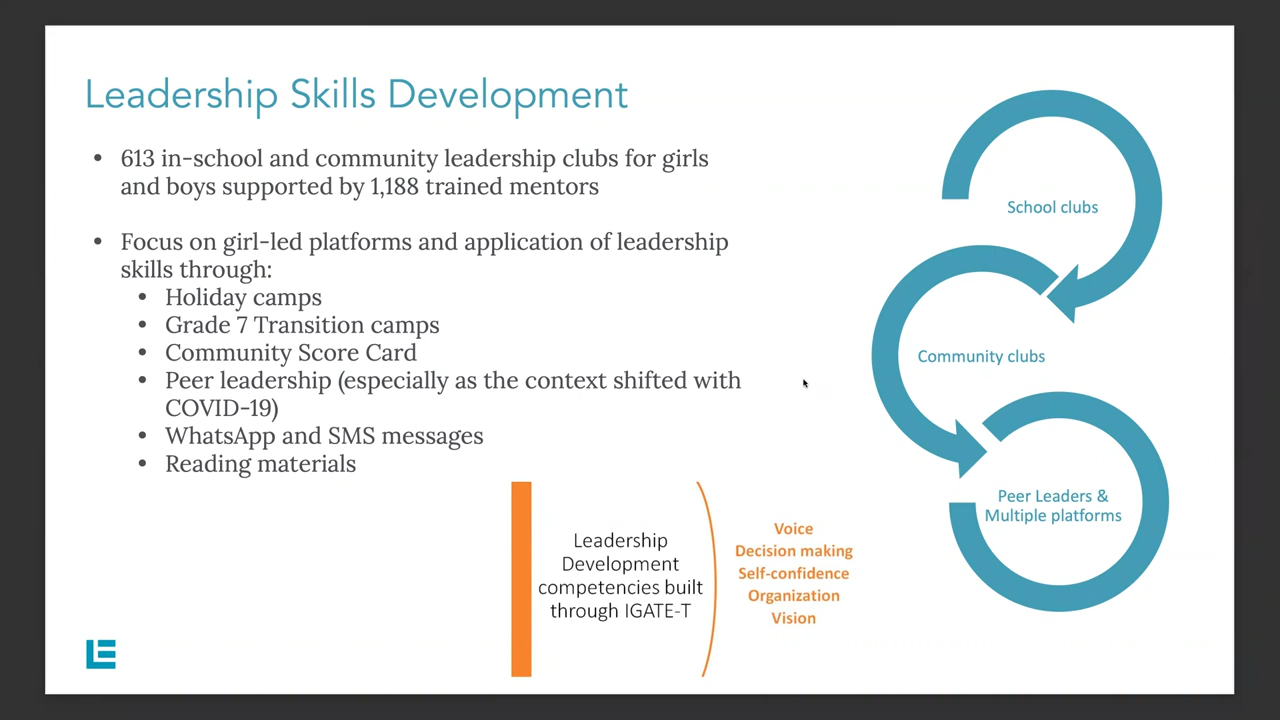 Leadership Skills Development
• 613 in-school and community leadership clubs for girls
and boys supported by 1,188 trained mentors
• Focus on girl-led platforms and application of leadership
skills through:
• Holiday camps
• Grade 7 Transition camps
• Community Score Card
• Peer leadership (especially as the context shifted with
COVID-19)
• WhatsApp and SMS messages
• Reading materials
School clubs
Community clubs
Peer Leaders &
Multiple platforms
Leadership
Development
competencies built
through IGATE-T
Voice
Decision making
Self-confidence
Organization
Vision
LE